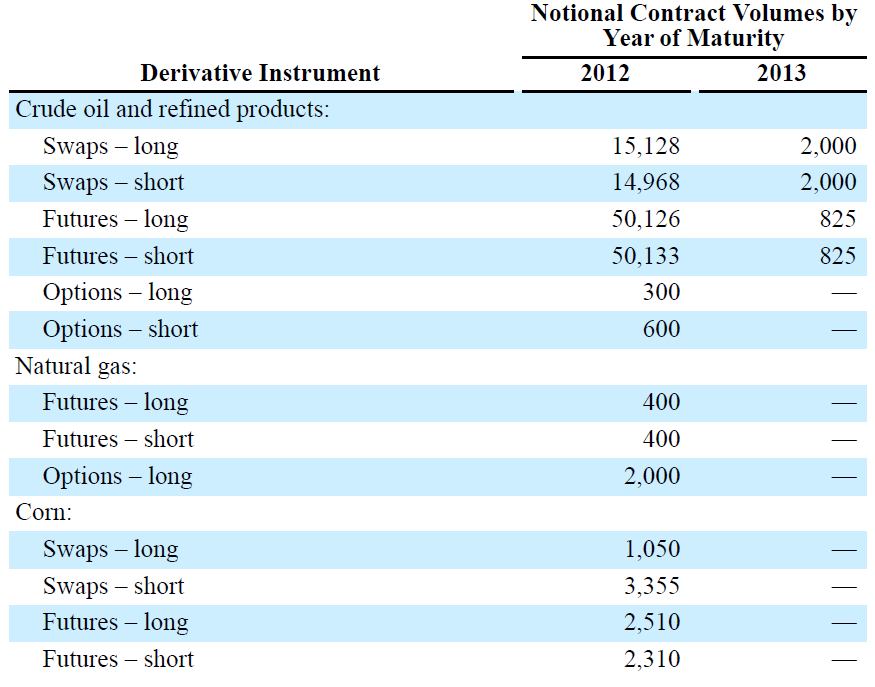 Notional Contract Volumes by
Year of Maturity
Derivative Instrument 2012 2013
Crude oil and refined products:
Swaps – long 15,128 2,000
Swaps – short 14,968 2,000
Futures – long 50,126 825
Futures – short 50,133 825
Options – long 300 —
Options – short 600 —
Natural gas:
Futures – long 400 —
Futures – short 400 —
Options – long 2,000 —
Corn:
Swaps – long 1,050 —
Swaps – short 3,355 —
Futures – long 2,510 —
Futures – short 2,310 —